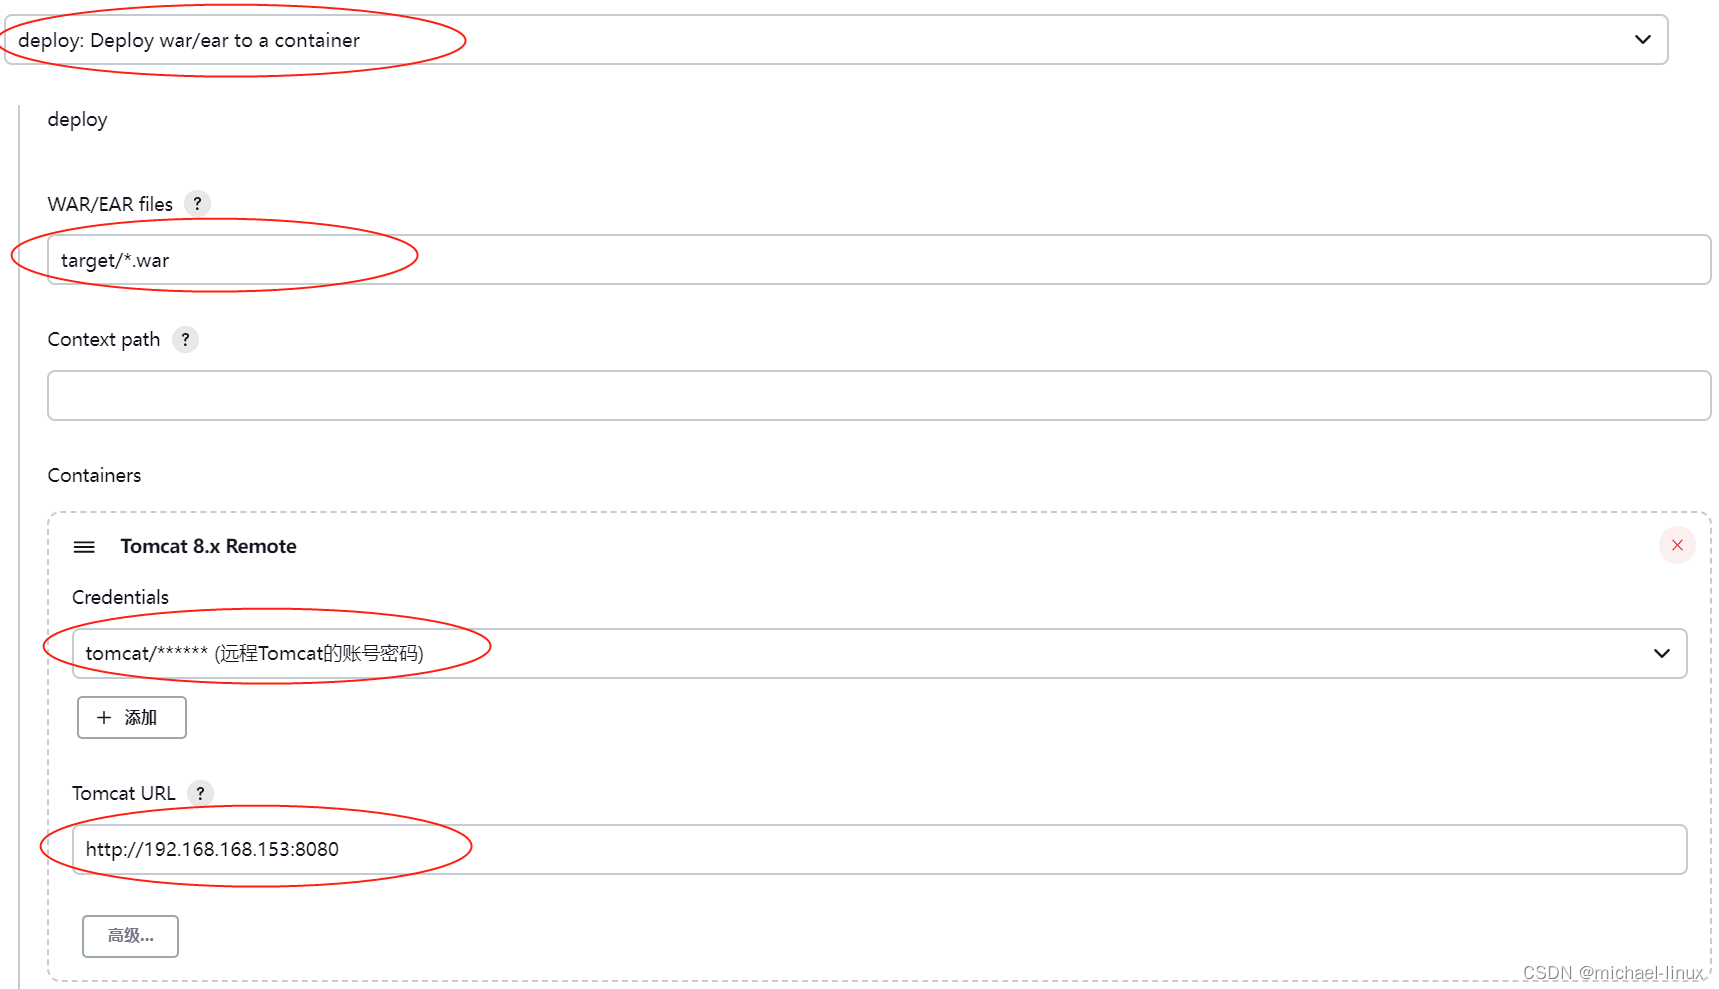 deploy: Deploy war/ear to a container
deploy
WAR/EAR files ?
target/*.war
Context path ?
Containers
Tomcat 8.x Remote
Credentials
tomcat/****** (远程Tomcat的账号密码)
+ 添加
Tomcat URL ?
http://192.168.168.153:8080
高级...
CSDN @michael-linux